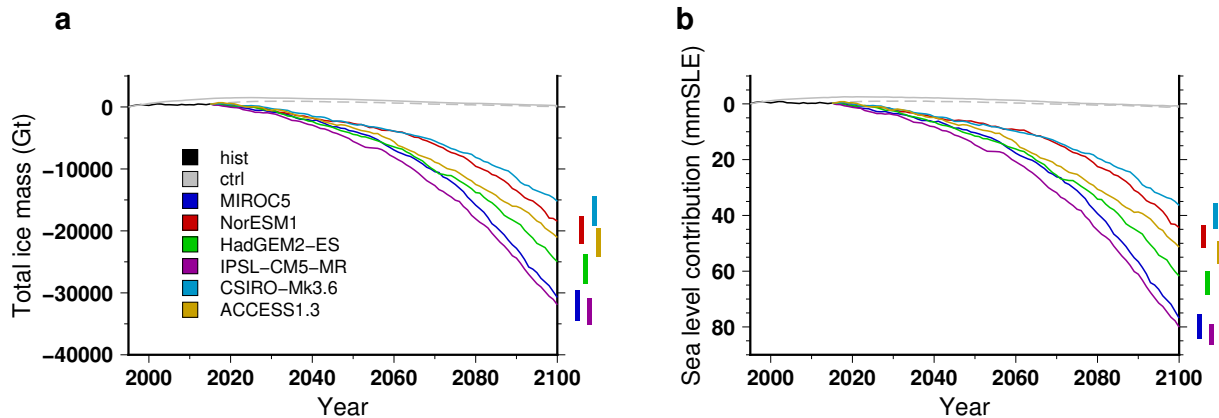 a
Total ice mass (Gt)
0
−10000
−20000
−30000
−40000
hist
ctrl
MIROC5
NorESM1
HadGEM2−ES
IPSL−CM5−MR
CSIRO−Mk3.6
ACCESS1.3
2000 2020 2040 2060 2080 2100
Year
b
Sea level contribution (mmSLE)
0
20
40
60
80
2000 2020 2040 2060 2080 2100
Year